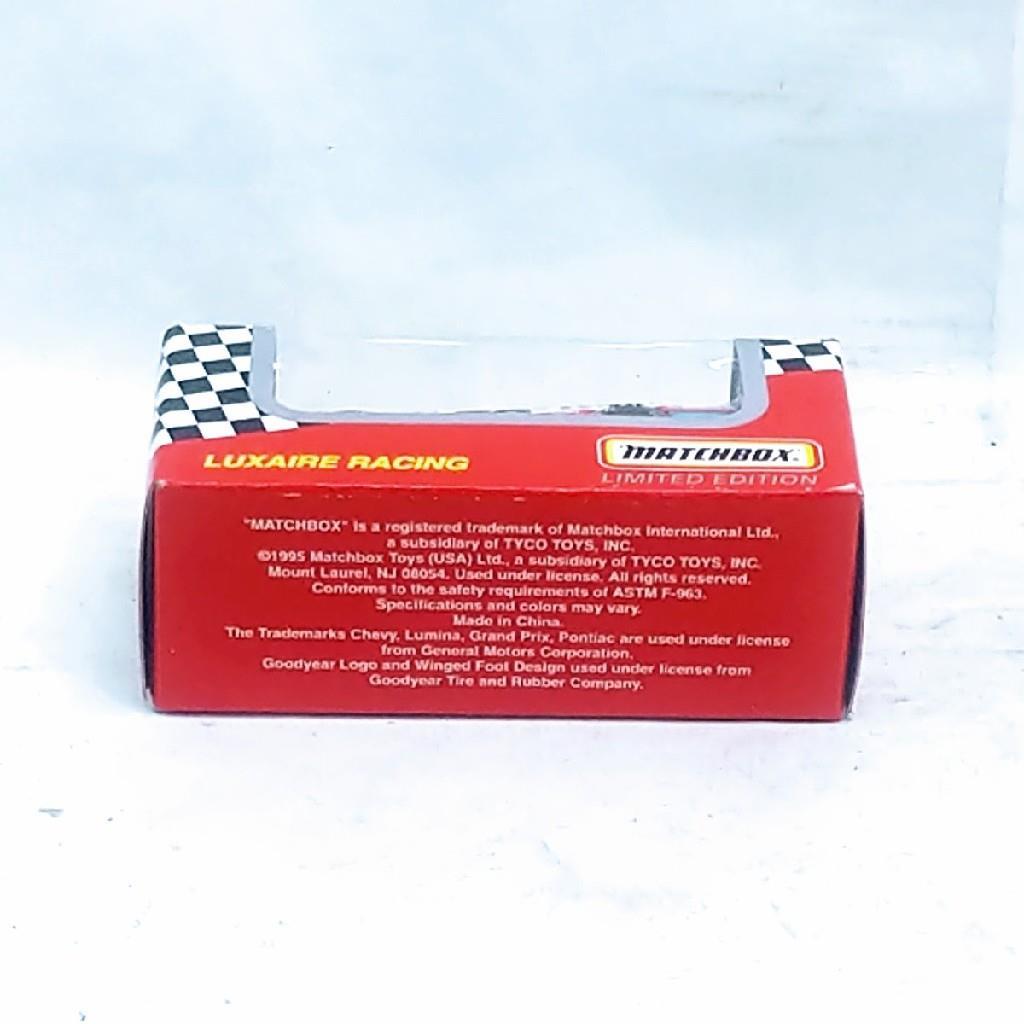 LUXAIRE RACING
MATCHBOX
LIMITED EDITION
"MATCHBOX" is a registered trademark of Matchbox International Ltd.,
a subsidiary of TYCO TOYS, INC.
©1995 Matchbox Toys (USA) Ltd., a subsidiary of TYCO TOYS, INC.
Mount Laurel, NJ 08054. Used under license. All rights reserved.
Conforms to the safety requirements of ASTM F-963.
Specifications and colors may vary.
Made in China.
The Trademarks Chevy, Lumina, Grand Prix, Pontiac are used under license
from General Motors Corporation.
Goodyear Logo and Winged Foot Design used under license from
Goodyear Tire and Rubber Company.